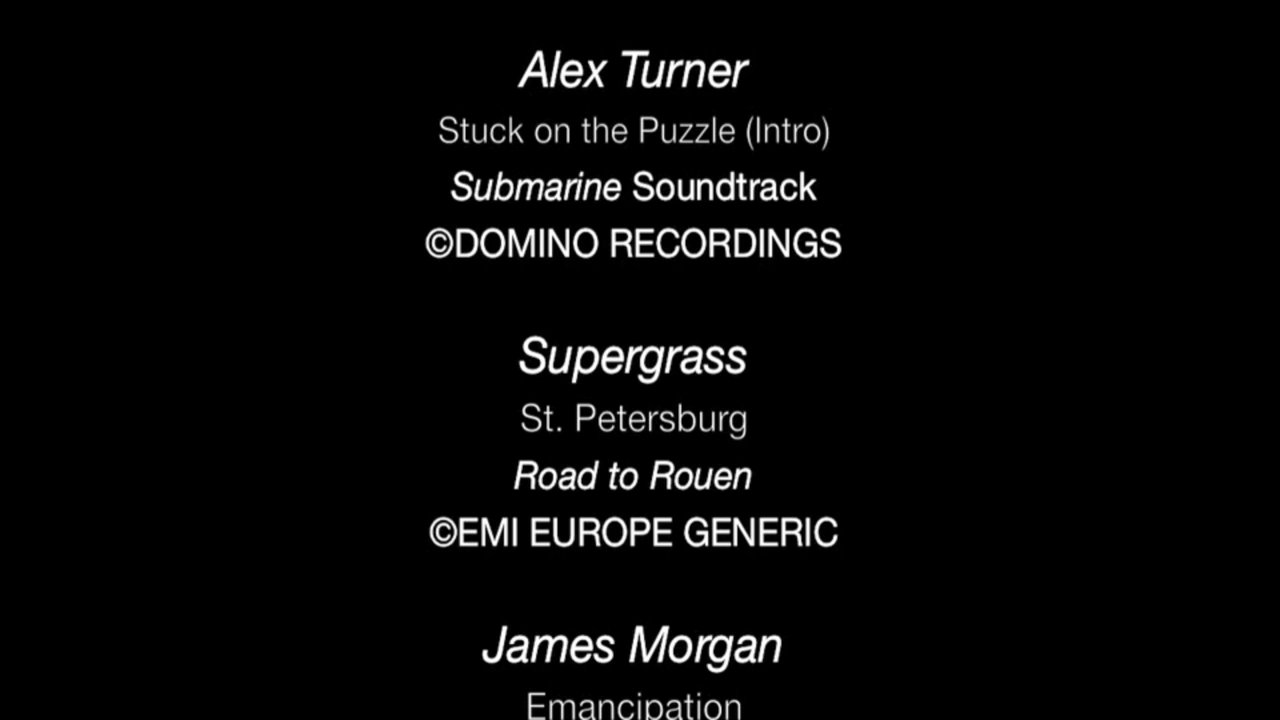 Alex Turner
Stuck on the Puzzle (Intro)
Submarine Soundtrack
©DOMINO RECORDINGS
Supergrass
St. Petersburg
Road to Rouen
©EMI EUROPE GENERIC
James Morgan
Emancipation